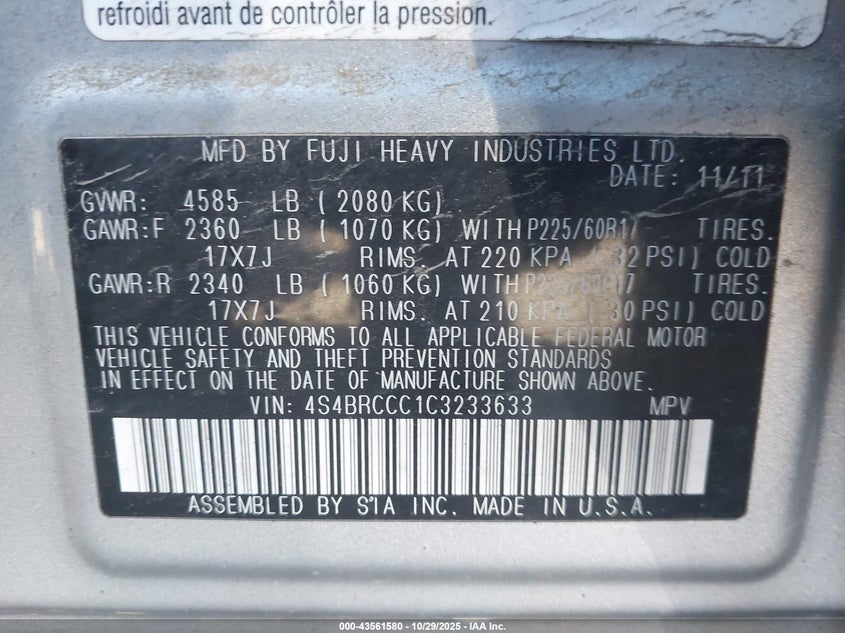 refroidi avant de contrôler la pression.
MFD BY FUJI HEAVY INDUSTRIES LTD.
DATE: 11/11
GVWR: 4585 LB ( 2080 KG)
GAWR:F 2360 LB ( 1070 KG) WITH P225/60R17 TIRES.
17X7J RIMS. AT 220 KPA 32 PSI) COLD
GAWR:R 2340 LB ( 1060 KG) WITH P225/60R17 TIRES.
17X7J RIMS. AT 210 KPA ( 30 PSI) COLD
THIS VEHICLE CONFORMS TO ALL APPLICABLE FEDERAL MOTOR
VEHICLE SAFETY AND THEFT PREVENTION STANDARDS
IN EFFECT ON THE DATE OF MANUFACTURE SHOWN ABOVE.
VIN: 4S4BRCCC1C3233633 MPV
ASSEMBLED BY SIA INC. MADE IN U.S.A.
000-43561580 - 10/29/2025 - IAA Inc.